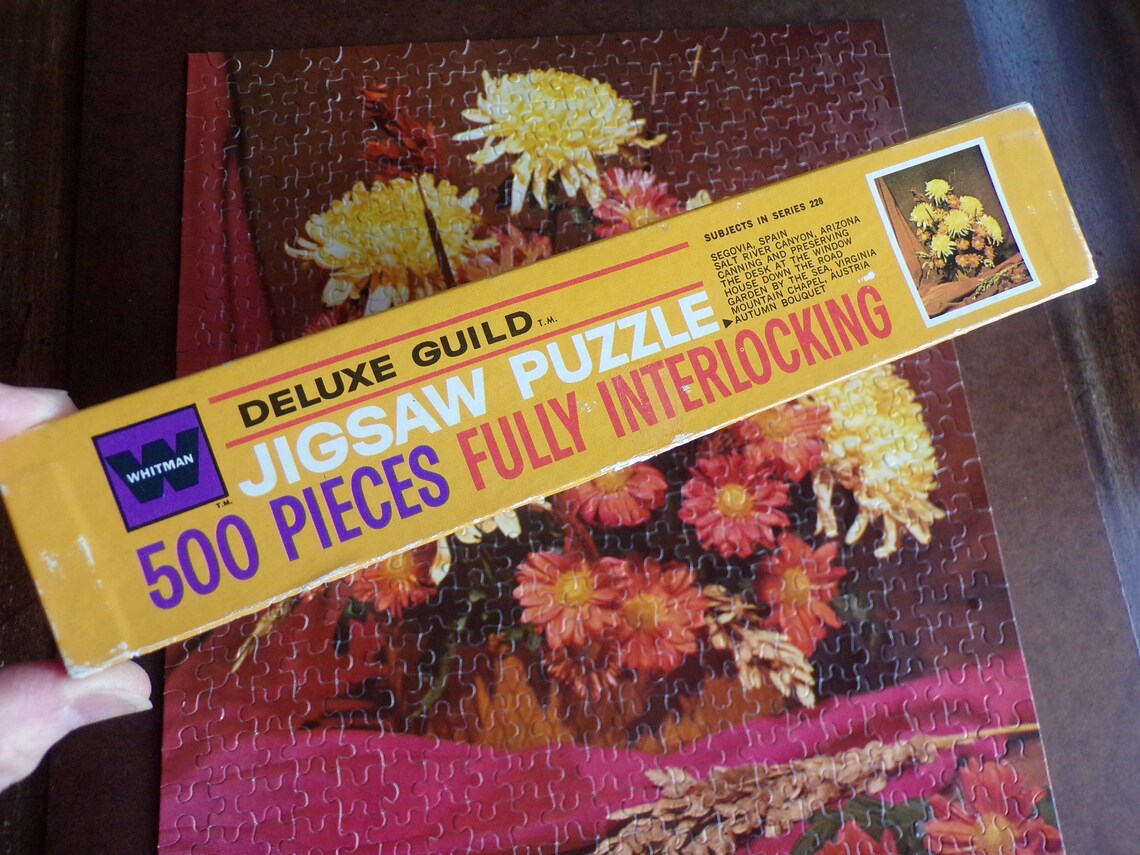 WHITMAN
T.M.
DELUXE GUILD T.M.
JIGSAW PUZZLE
500 PIECES FULLY INTERLOCKING
SUBJECTS IN SERIES 228
SEGOVIA, SPAIN
SALT RIVER CANYON, ARIZONA
CANNING AND PRESERVING
THE DESK AT THE WINDOW
HOUSE DOWN THE ROAD
GARDEN BY THE SEA, VIRGINIA
MOUNTAIN CHAPEL, AUSTRIA
▶AUTUMN BOUQUET